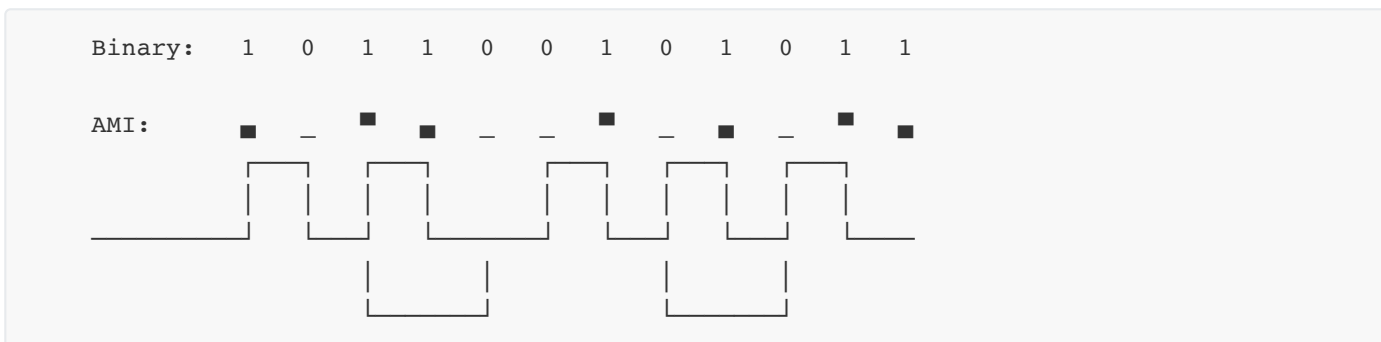 Binary: 1 0 1 1 0 0 1 0 1 0 1 1
AMI: ▄ _ ▀ ▄ _ _ ▀ _ ▄ _ ▀ ▄